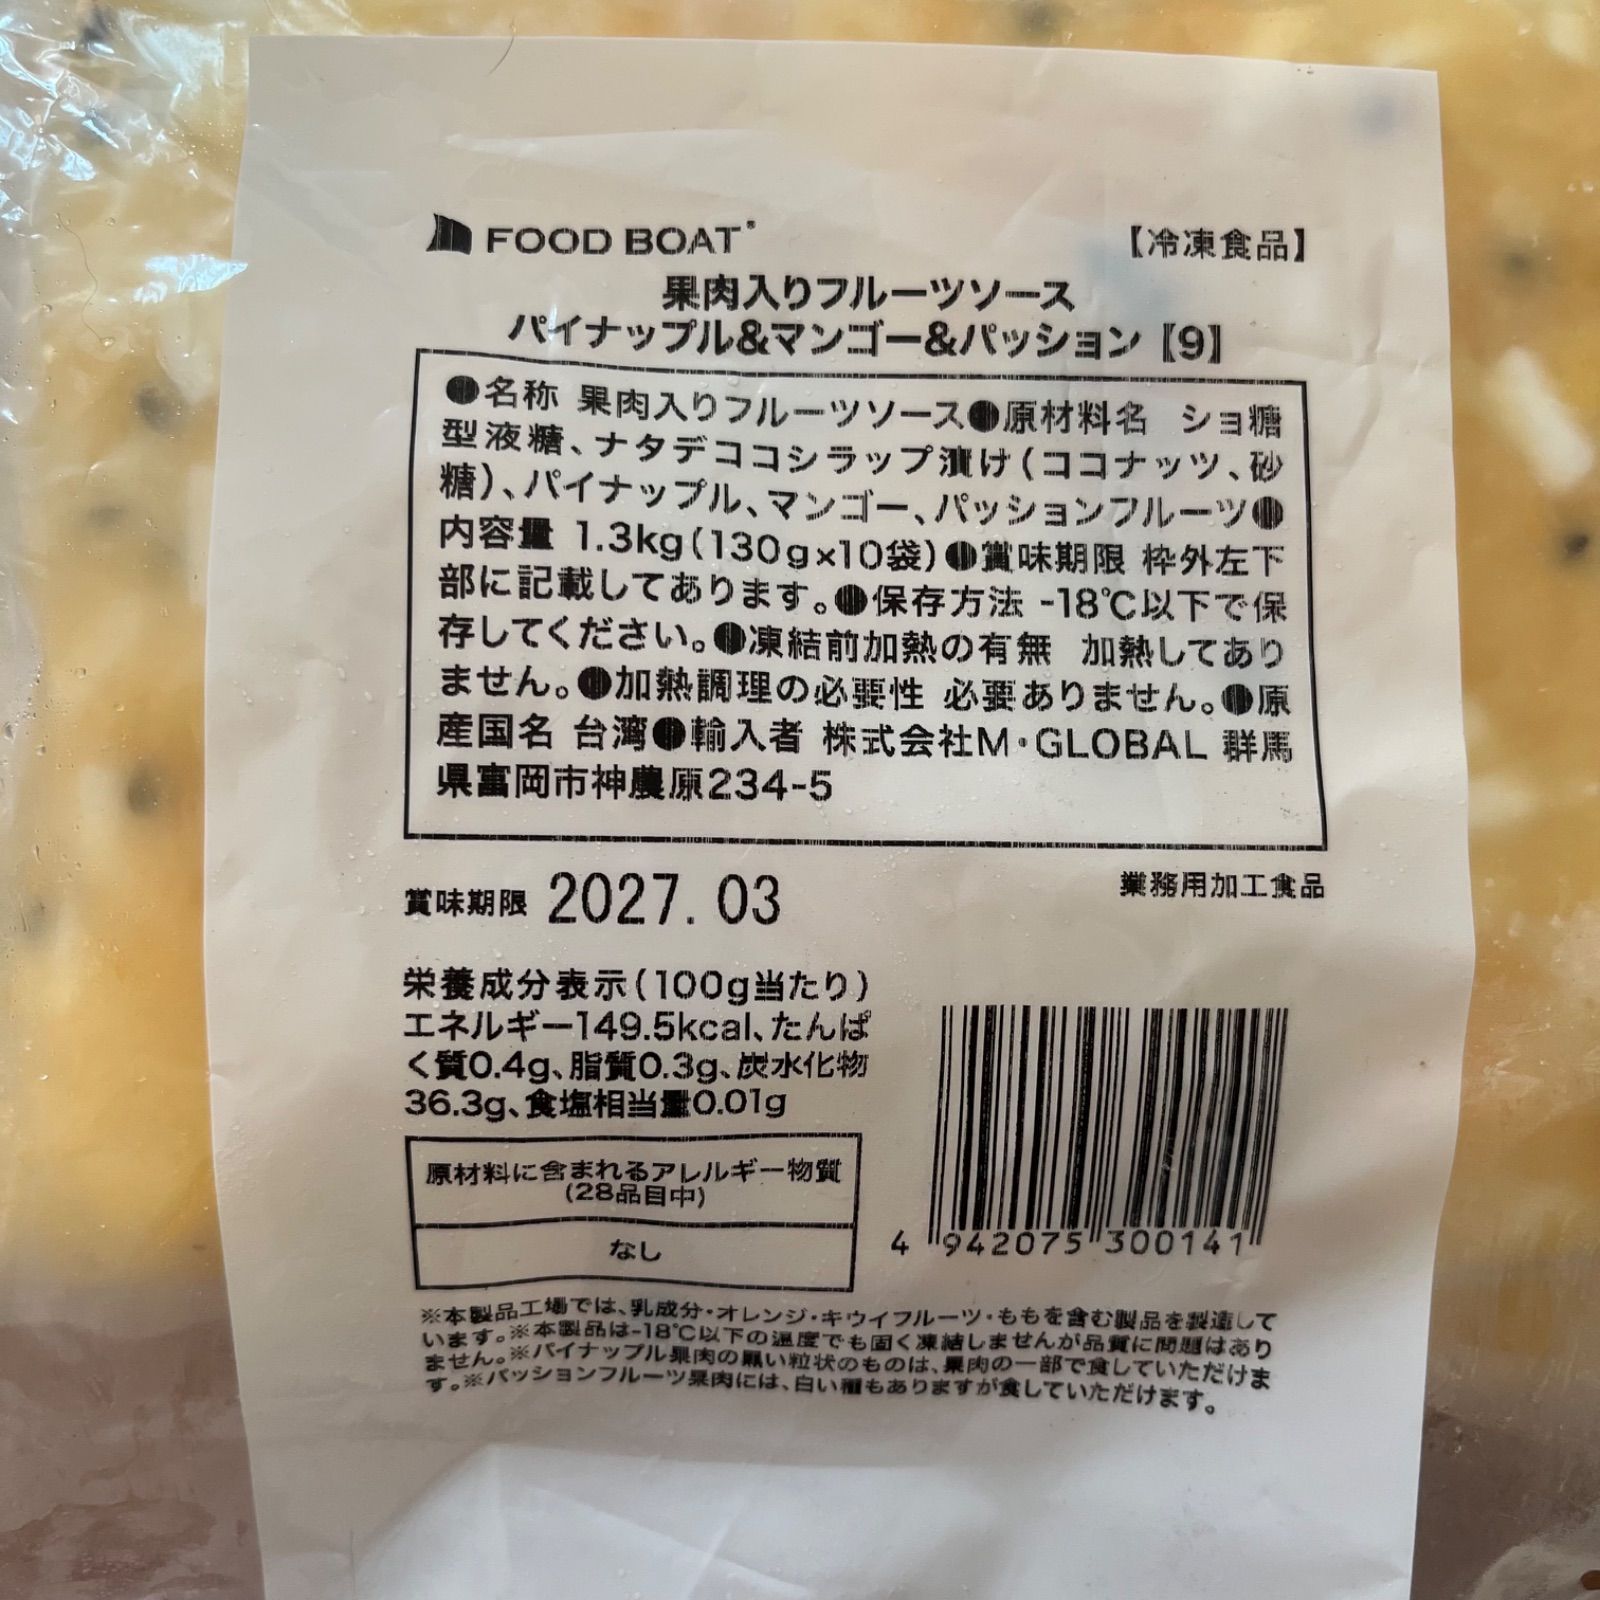 FOOD BOAT
【冷凍食品】
果肉入りフルーツソース
パイナップル&マンゴー&パッション【9】
●名称 果肉入りフルーツソース●原材料名 ショ糖
型液糖、ナタデココシラップ漬け(ココナッツ、砂
糖)、パイナップル、マンゴー、パッションフルーツ●
内容量 1.3kg(130g×10袋)●賞味期限 枠外左下
部に記載してあります。●保存方法 -18℃以下で保
存してください。●凍結前加熱の有無 加熱してあり
ません。●加熱調理の必要性 必要ありません。●原
産国名 台湾●輸入者 株式会社M・GLOBAL 群馬
県富岡市神農原234-5
賞味期限 2027. 03
業務用加工食品
栄養成分表示(100g当たり)
エネルギー149.5kcal、たんぱ
く質0.4g、脂質0.3g、炭水化物
36.3g、食塩相当量0.01g
原材料に含まれるアレルギー物質
(28品目中)
なし
4 942075 300141
※本製品工場では、乳成分・オレンジ・キウイフルーツ・ももを含む製品を製造して
います。※本製品は-18℃以下の温度でも固く凍結しませんが品質に問題はあり
ません。※パイナップル果肉の黒い粒状のものは、果肉の一部で食していただけま
す。※パッションフルーツ果肉には、白い種もありますが食していただけます。